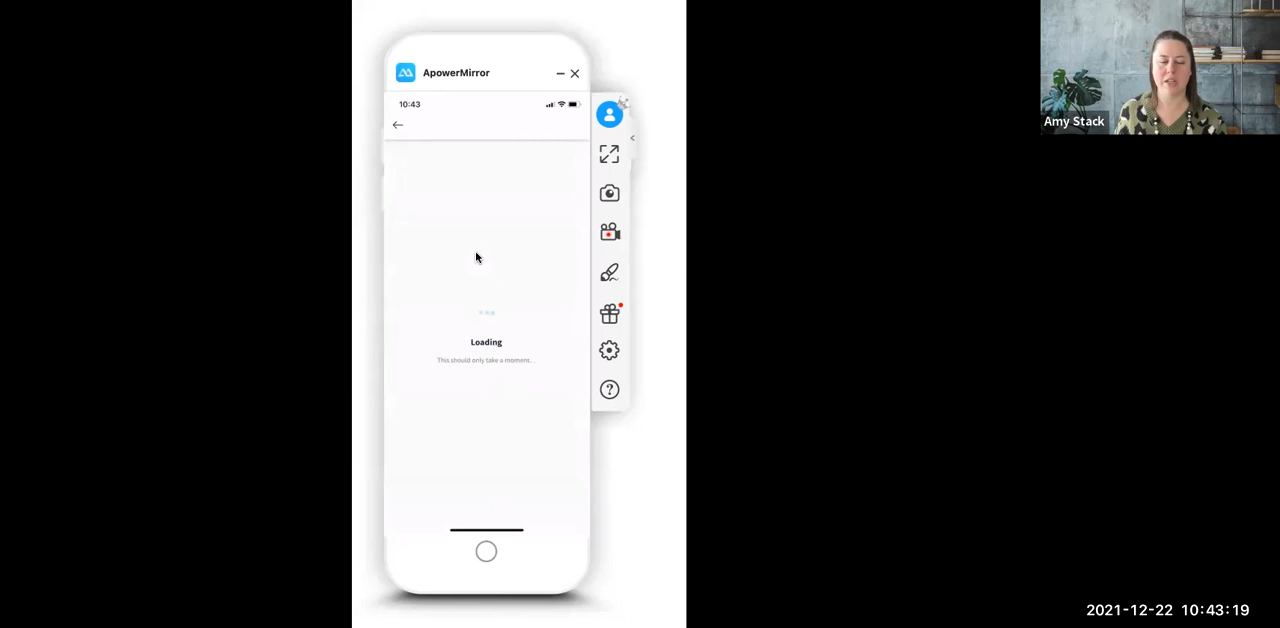 ApowerMirror
10:43
Loading
This should only take a moment.
Amy Stack
2021-12-22 10:43:19